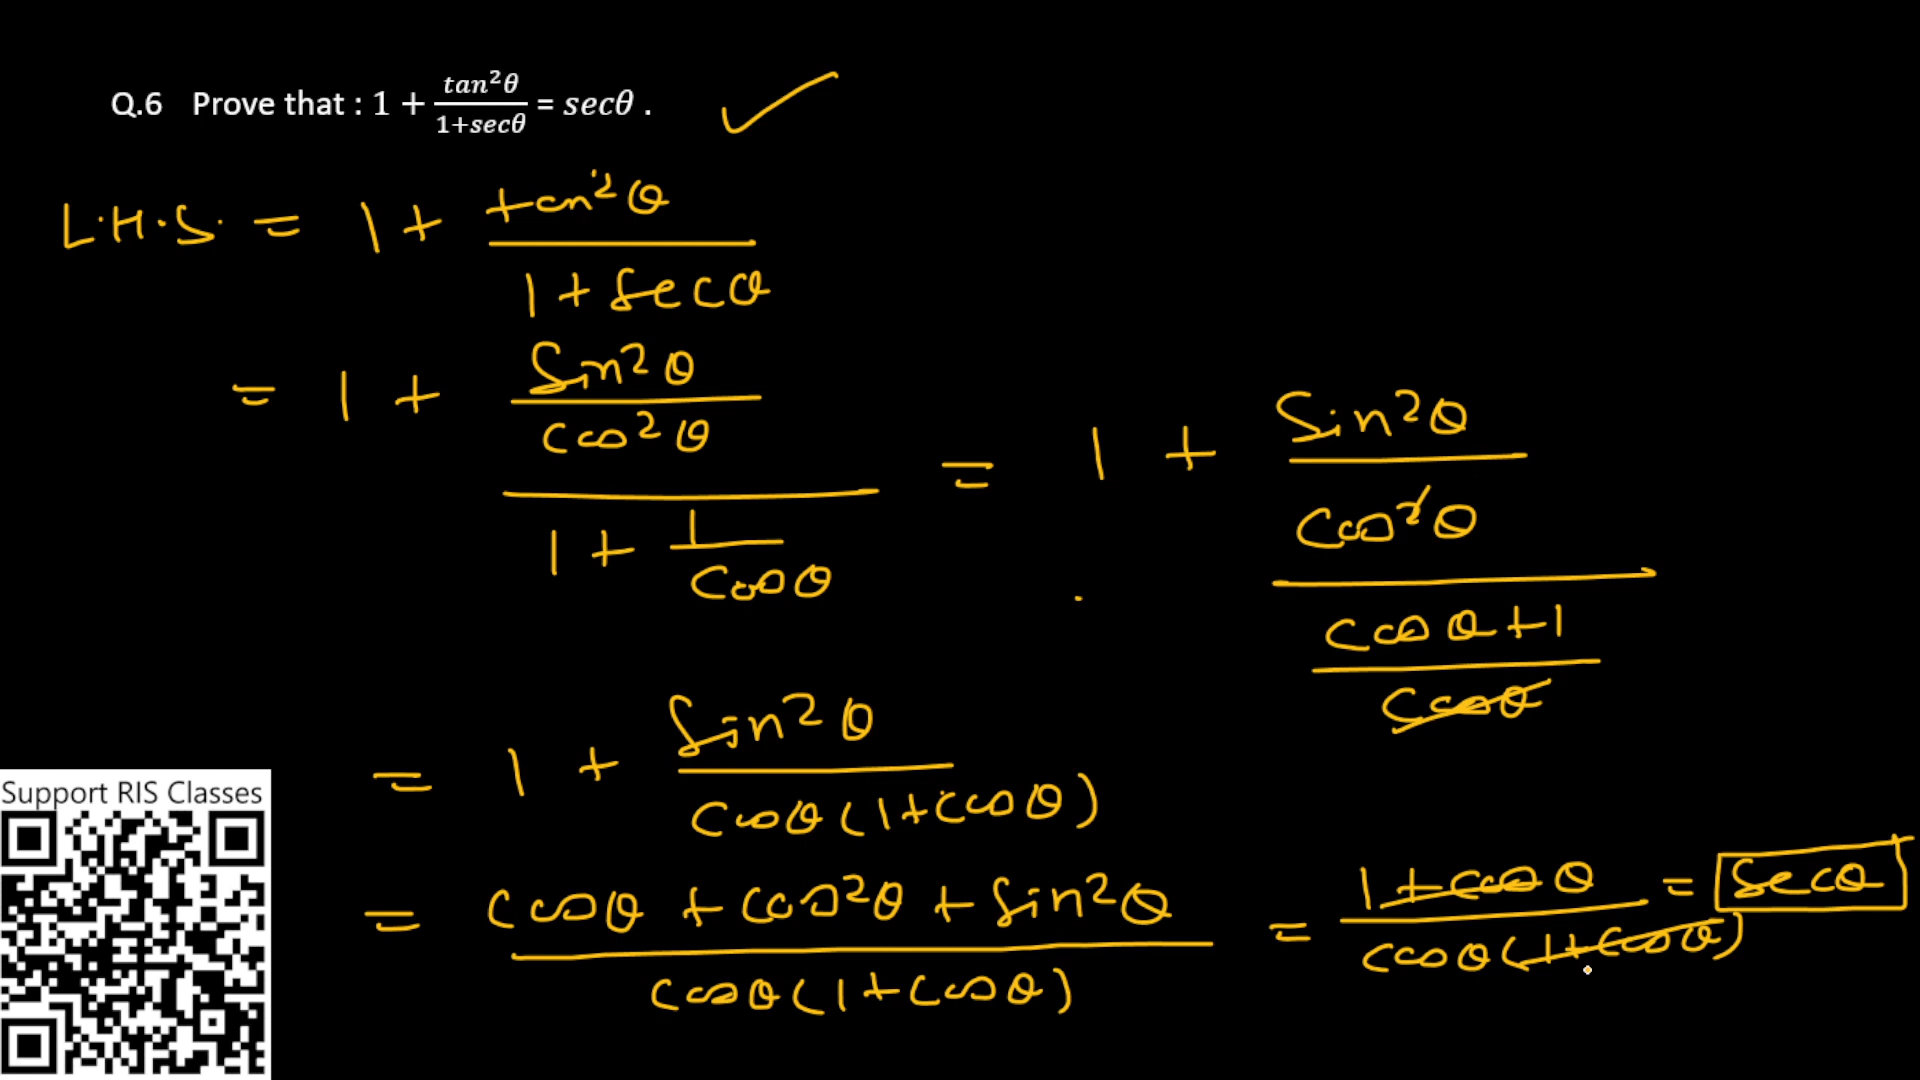 Q.6 Prove that : 1 + tan²θ/1+secθ = secθ .
L.H.S. = 1 + tan²θ/1+secθ
= 1 + sin²θ/cos²θ / 1 + 1/cosθ = 1 + sin²θ/cos²θ / cosθ+1/cosθ
= 1 + sin²θ/cosθ(1+cosθ)
= cosθ + cos²θ + sin²θ/cosθ(1+cosθ) = 1+cosθ/cosθ(1+cosθ) = secθ
Support RIS Classes